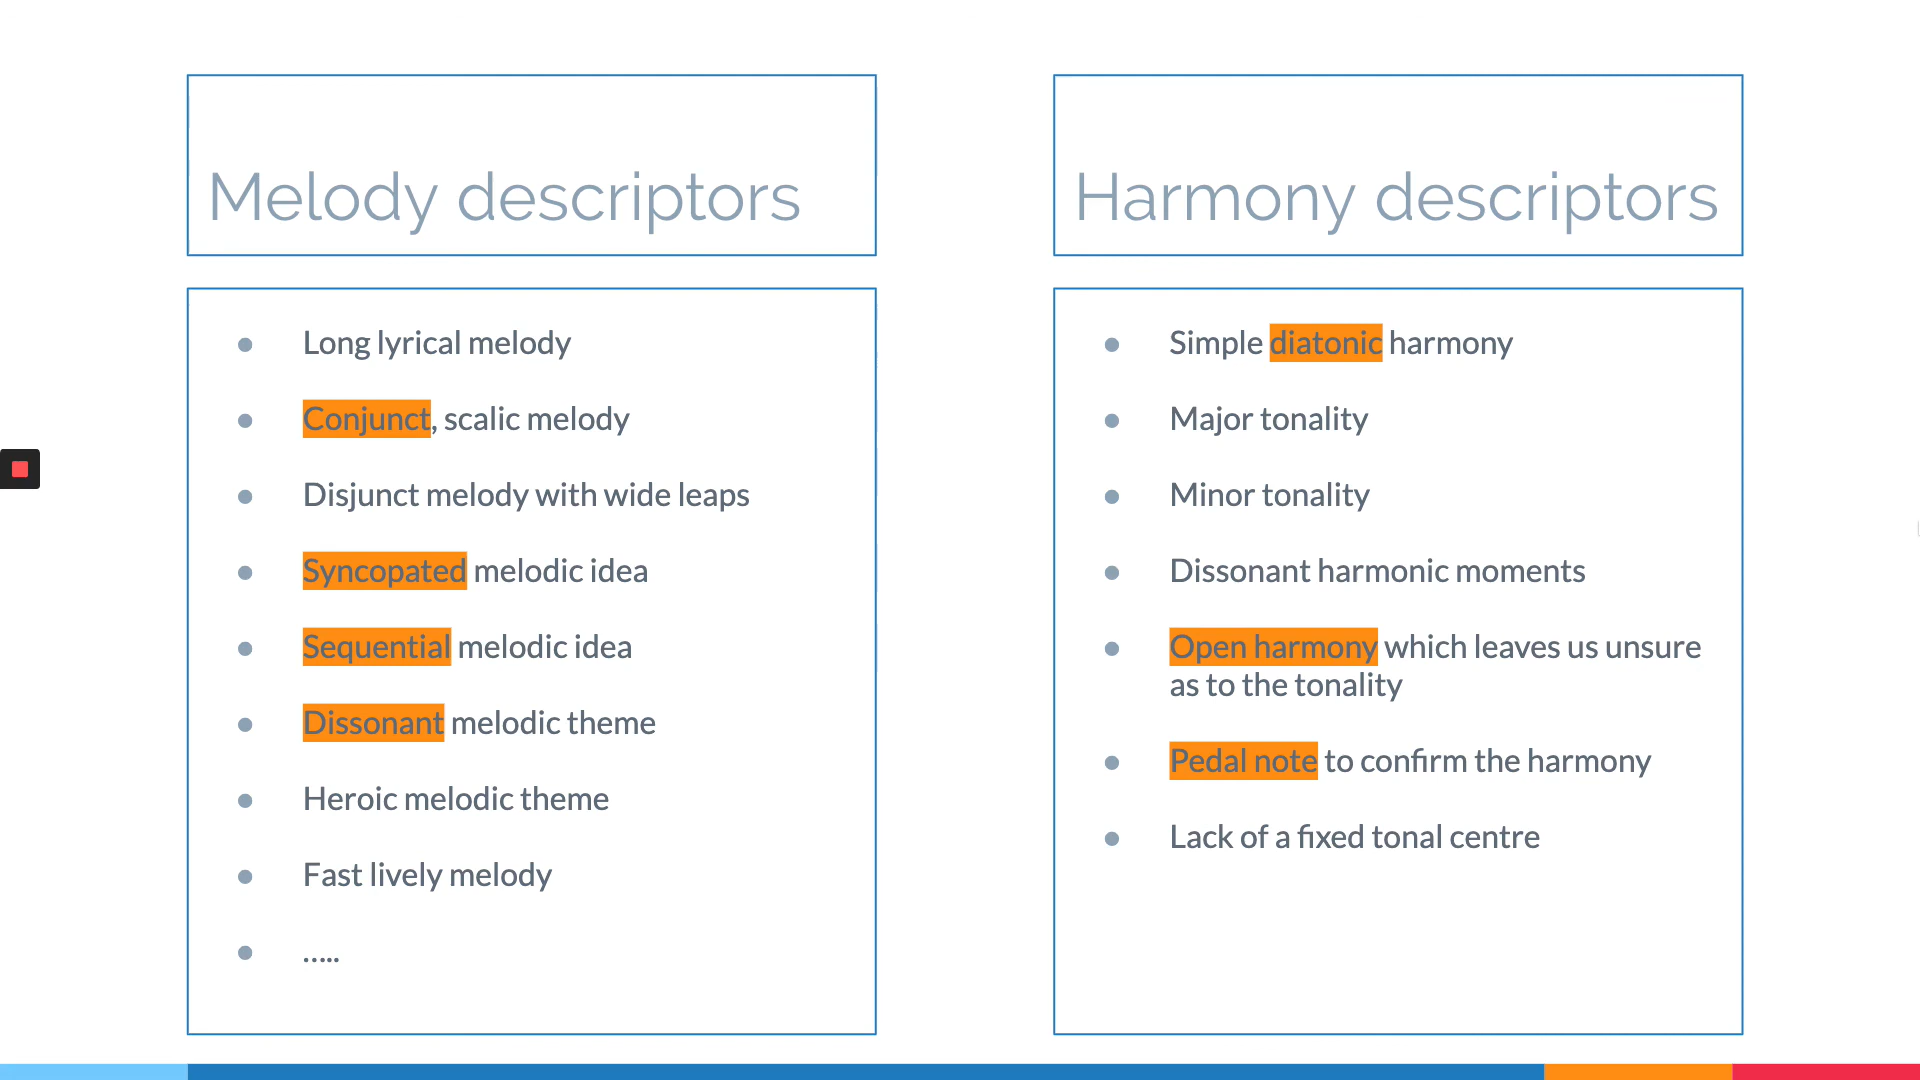 Melody descriptors
Long lyrical melody
Conjunct, scalic melody
Disjunct melody with wide leaps
Syncopated melodic idea
Sequential melodic idea
Dissonant melodic theme
Heroic melodic theme
Fast lively melody
.....
Harmony descriptors
Simple diatonic harmony
Major tonality
Minor tonality
Dissonant harmonic moments
Open harmony which leaves us unsure
as to the tonality
Pedal note to confirm the harmony
Lack of a fixed tonal centre